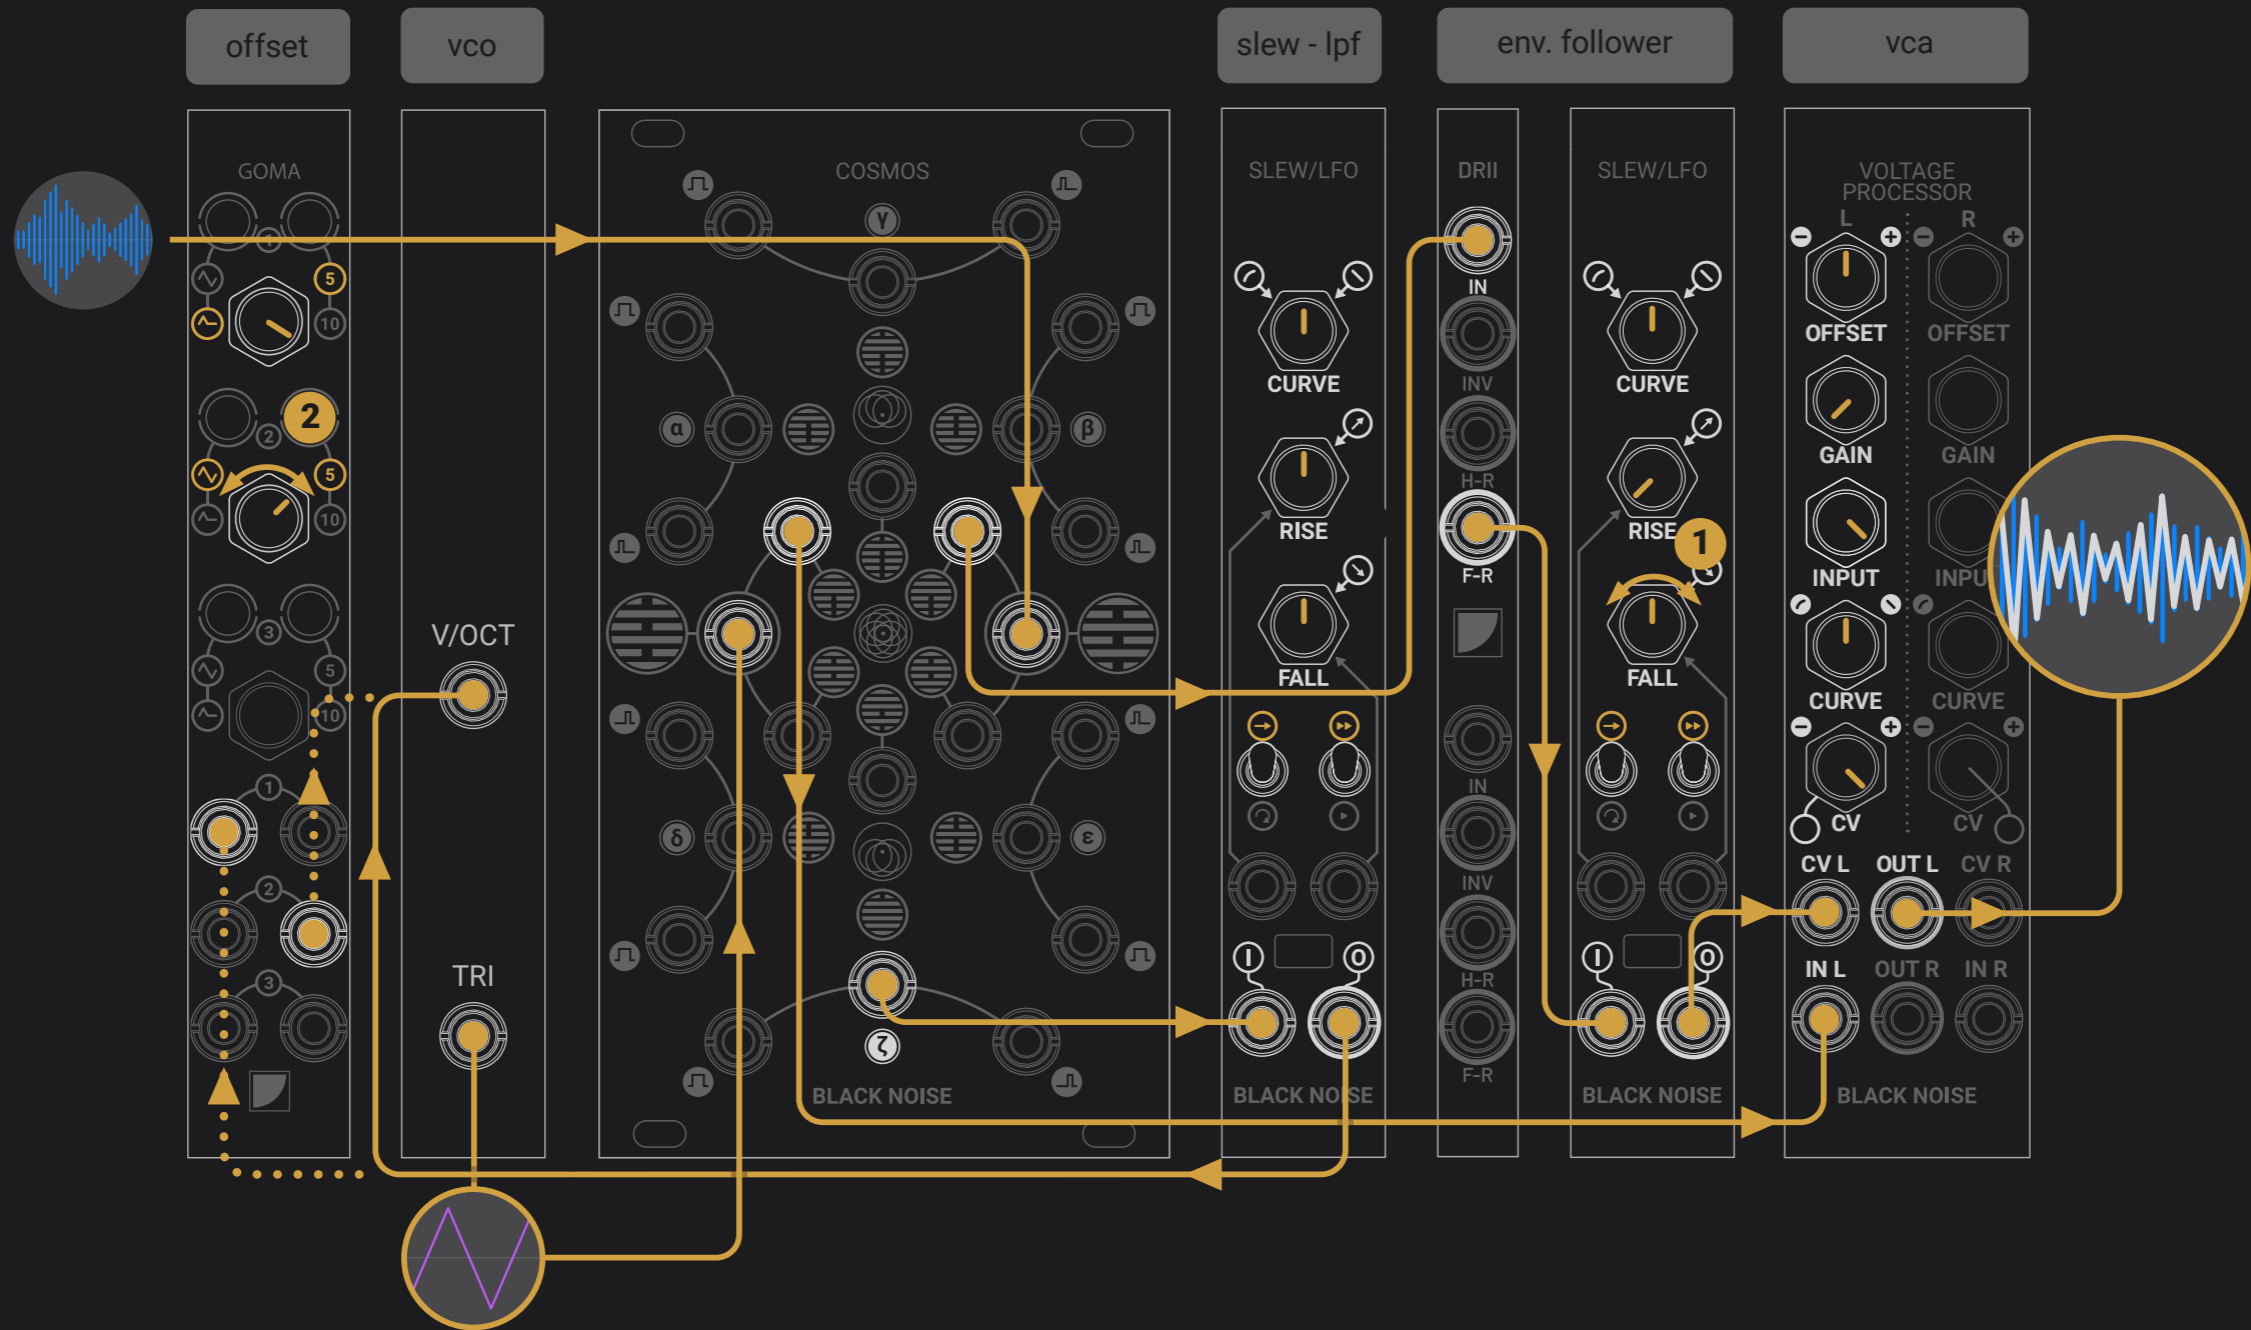 offset
vco
slew - lpf
env. follower
vca
GOMA
1
5
10
2
2
5
10
3
5
10
1
2
3
V/OCT
TRI
COSMOS
γ
α
β
δ
ε
ζ
BLACK NOISE
SLEW/LFO
CURVE
RISE
FALL
I
O
BLACK NOISE
DRII
IN
INV
H-R
F-R
IN
INV
H-R
F-R
SLEW/LFO
CURVE
RISE
1
FALL
I
O
BLACK NOISE
VOLTAGE
PROCESSOR
L
R
OFFSET
OFFSET
GAIN
GAIN
INPUT
INPU
CURVE
CURVE
CV
CV
CV L
OUT L
CV R
IN L
OUT R
IN R
BLACK NOISE